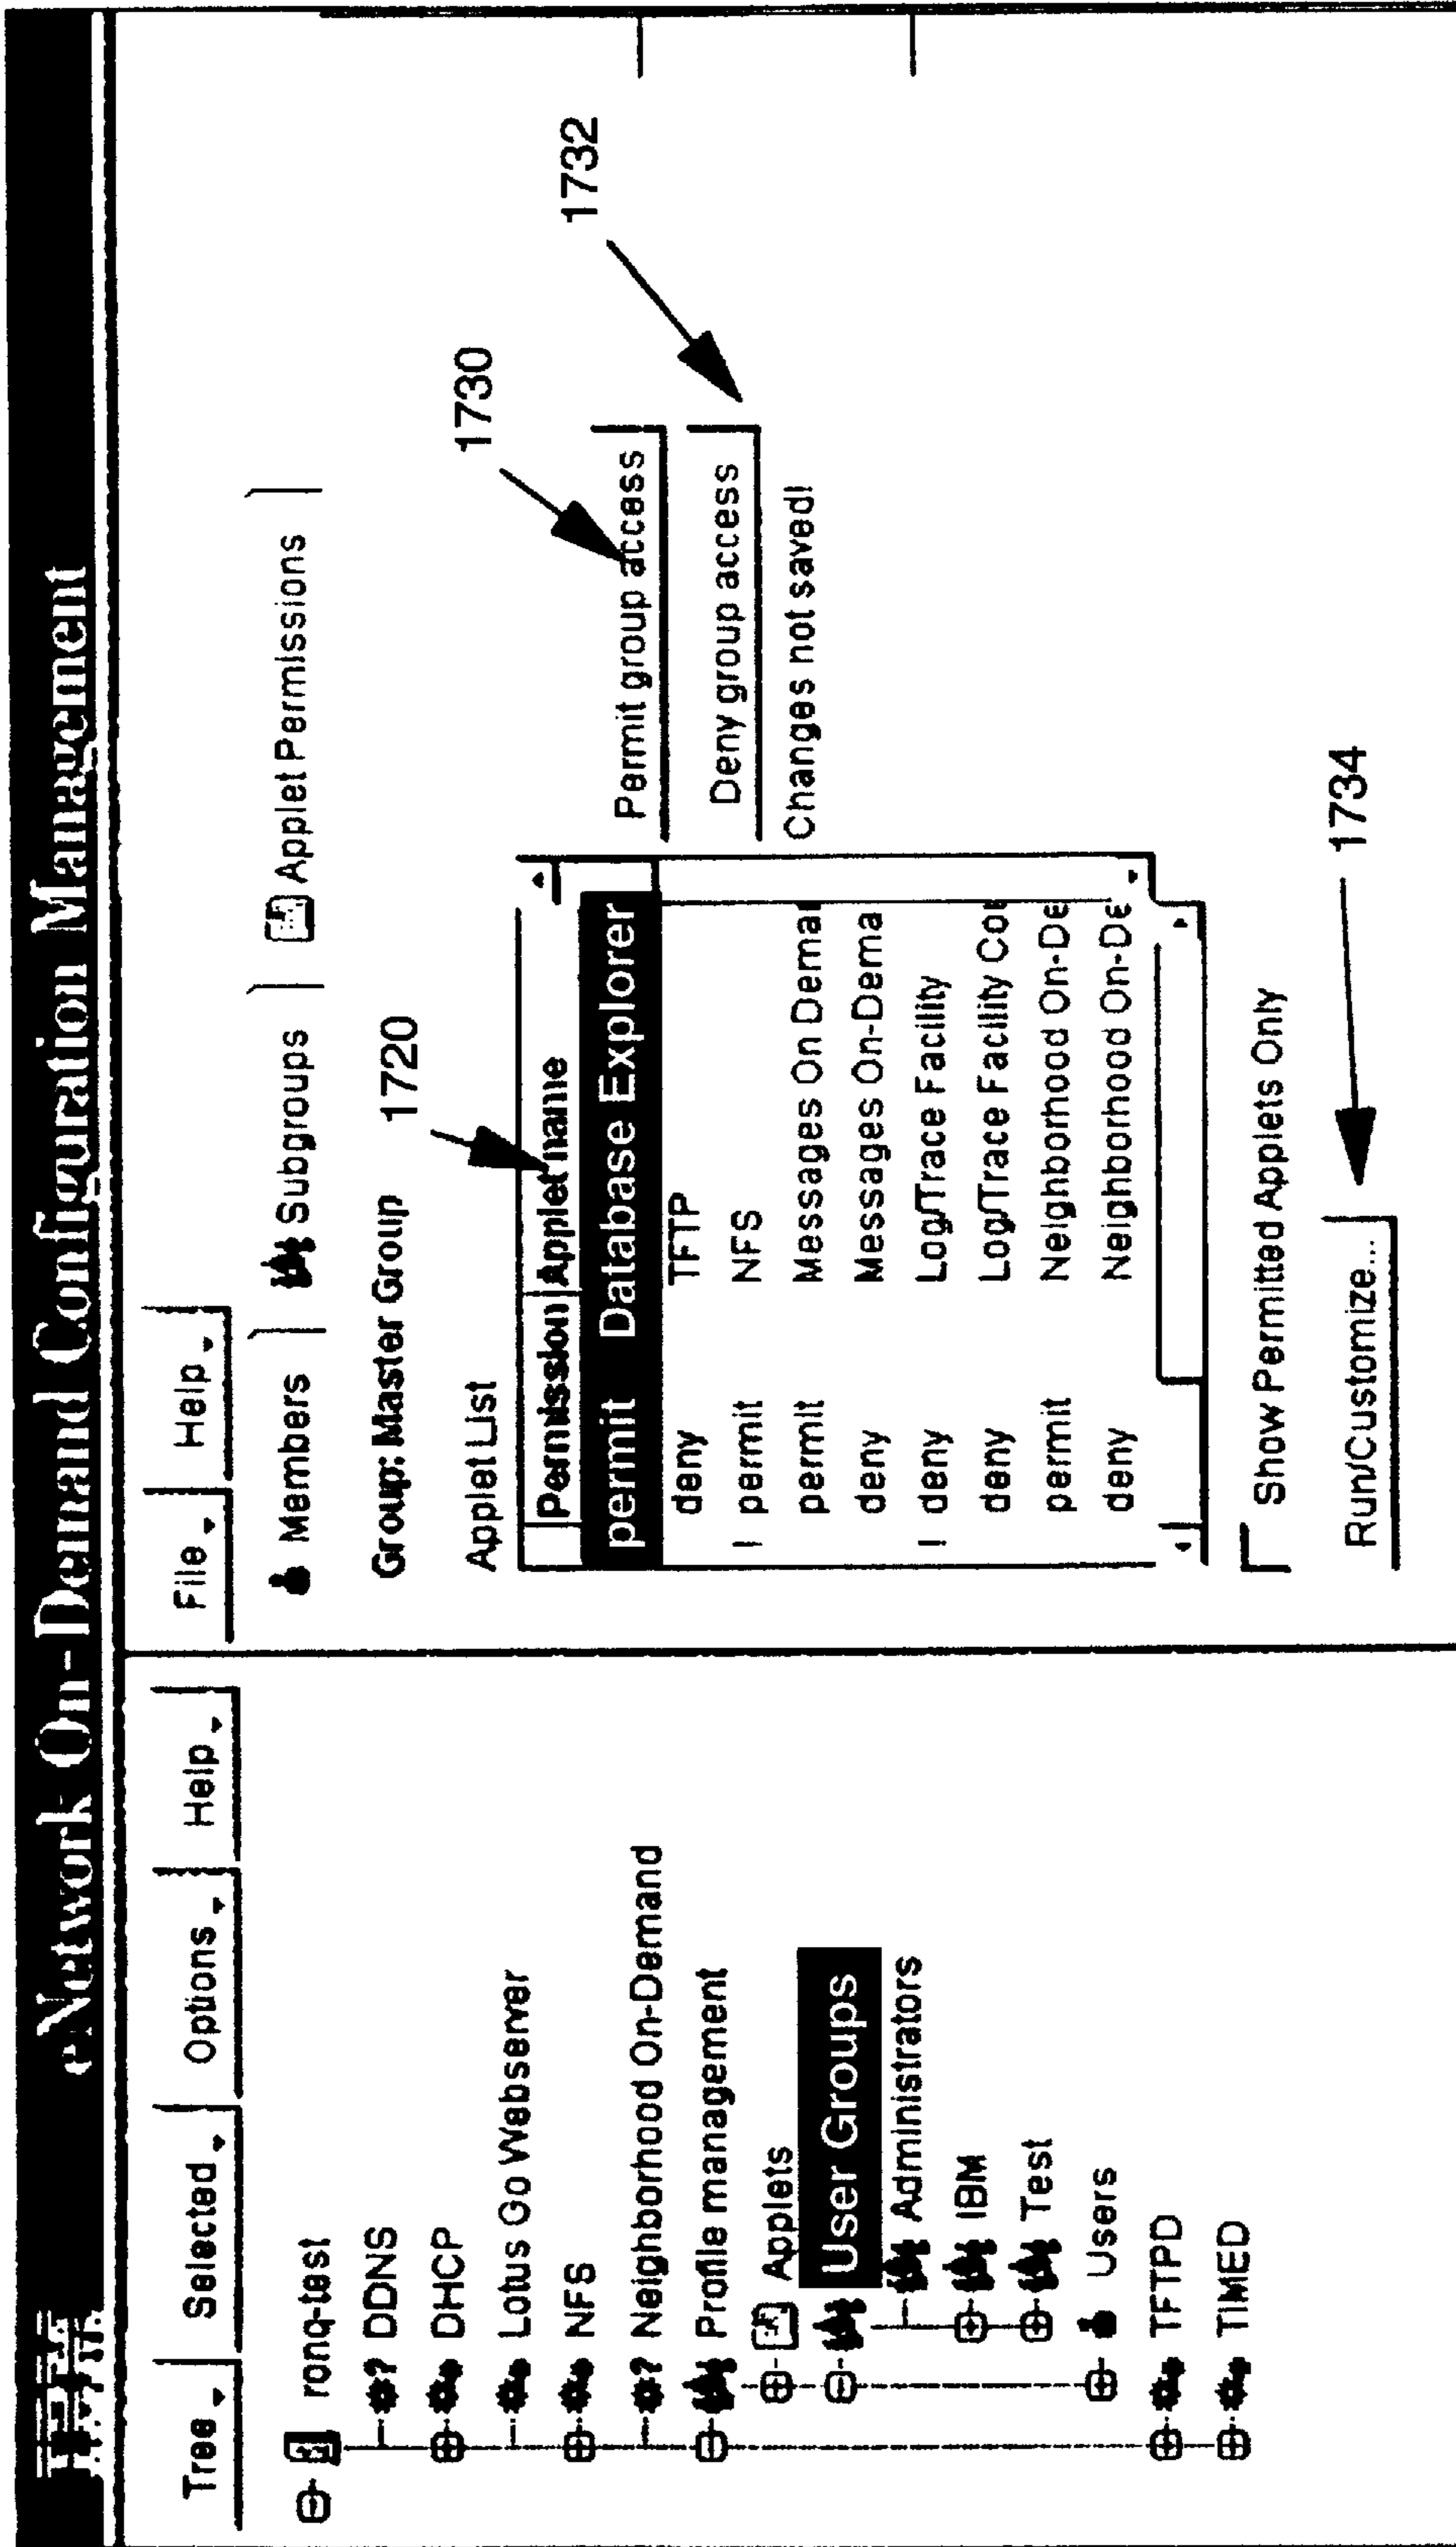 eNetwork On-Demand Configuration Management
Tree Selected Options Help
ronq-test
DDNS
DHCP
Lotus Go Webserver
NFS
Neighborhood On-Demand
Profile management
Applets
User Groups
Administrators
IBM
Test
Users
TFTPD
TIMED
File Help
Members Subgroups Applet Permissions
Group: Master Group
1720
Applet List
Permission Applet name
permit Database Explorer
deny TFTP
! permit NFS
permit Messages On Deman
deny Messages On-Dema
! deny Log/Trace Facility
deny Log/Trace Facility Con
permit Neighborhood On-De
deny Neighborhood On-De
1730
Permit group access
1732
Deny group access
Changes not saved!
Show Permitted Applets Only
Run/Customize...
1734